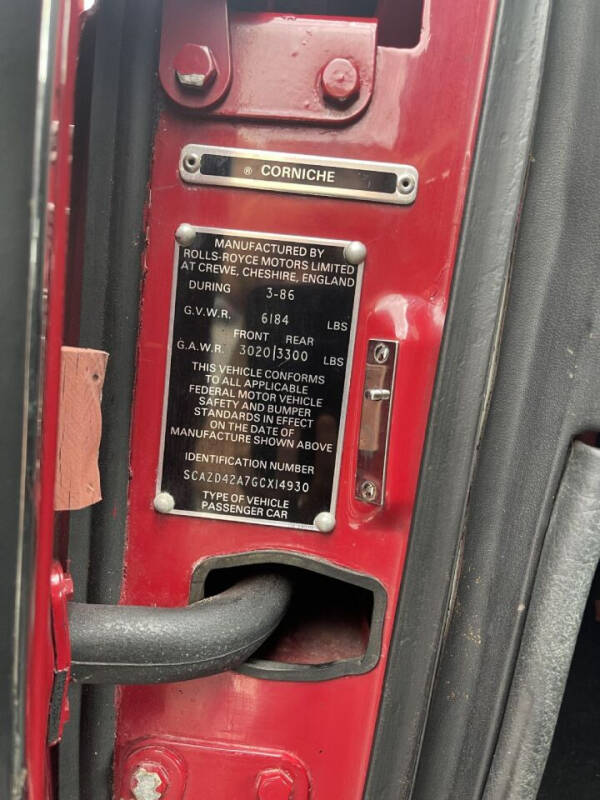 ® CORNICHE
MANUFACTURED BY
ROLLS-ROYCE MOTORS LIMITED
AT CREWE, CHESHIRE, ENGLAND
DURING 3-86
G.V.W.R. 6184 LBS
FRONT REAR
G.A.W.R. 3020|3300 LBS
THIS VEHICLE CONFORMS
TO ALL APPLICABLE
FEDERAL MOTOR VEHICLE
SAFETY AND BUMPER
STANDARDS IN EFFECT
ON THE DATE OF
MANUFACTURE SHOWN ABOVE
IDENTIFICATION NUMBER
SCAZD42A7GCX14930
TYPE OF VEHICLE
PASSENGER CAR